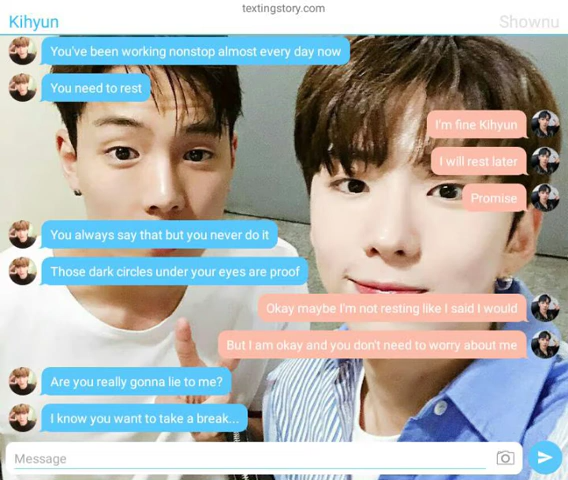 textingstory.com
Kihyun
Shownu
You've been working nonstop almost every day now
You need to rest
I'm fine Kihyun
I will rest later
Promise
You always say that but you never do it
Those dark circles under your eyes are proof
Okay maybe I'm not resting like I said I would
But I am okay and you don't need to worry about me
Are you really gonna lie to me?
I know you want to take a break...
Message